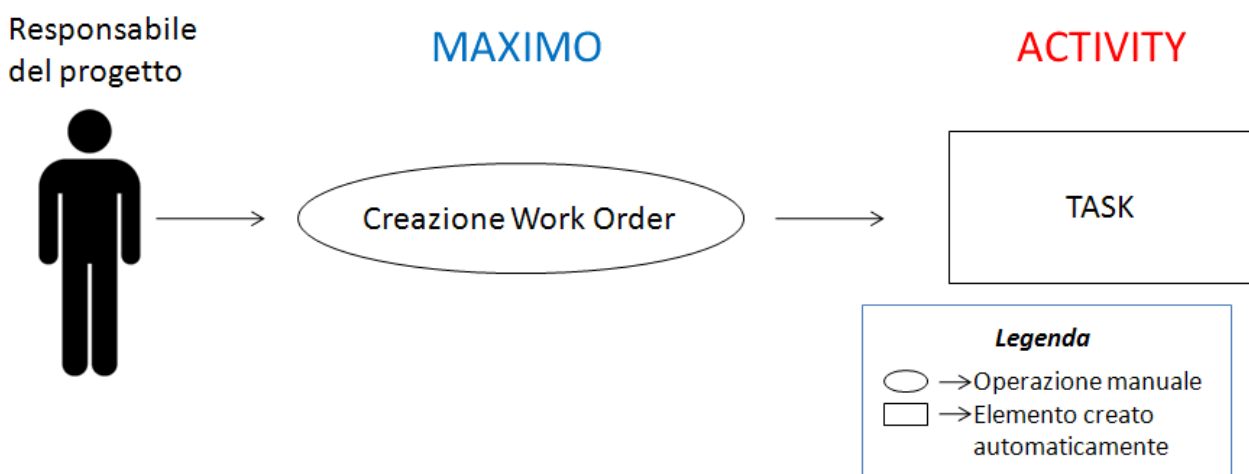 Responsabile
del progetto
MAXIMO
ACTIVITY
Creazione Work Order
TASK
Legenda
Operazione manuale
Elemento creato
automaticamente